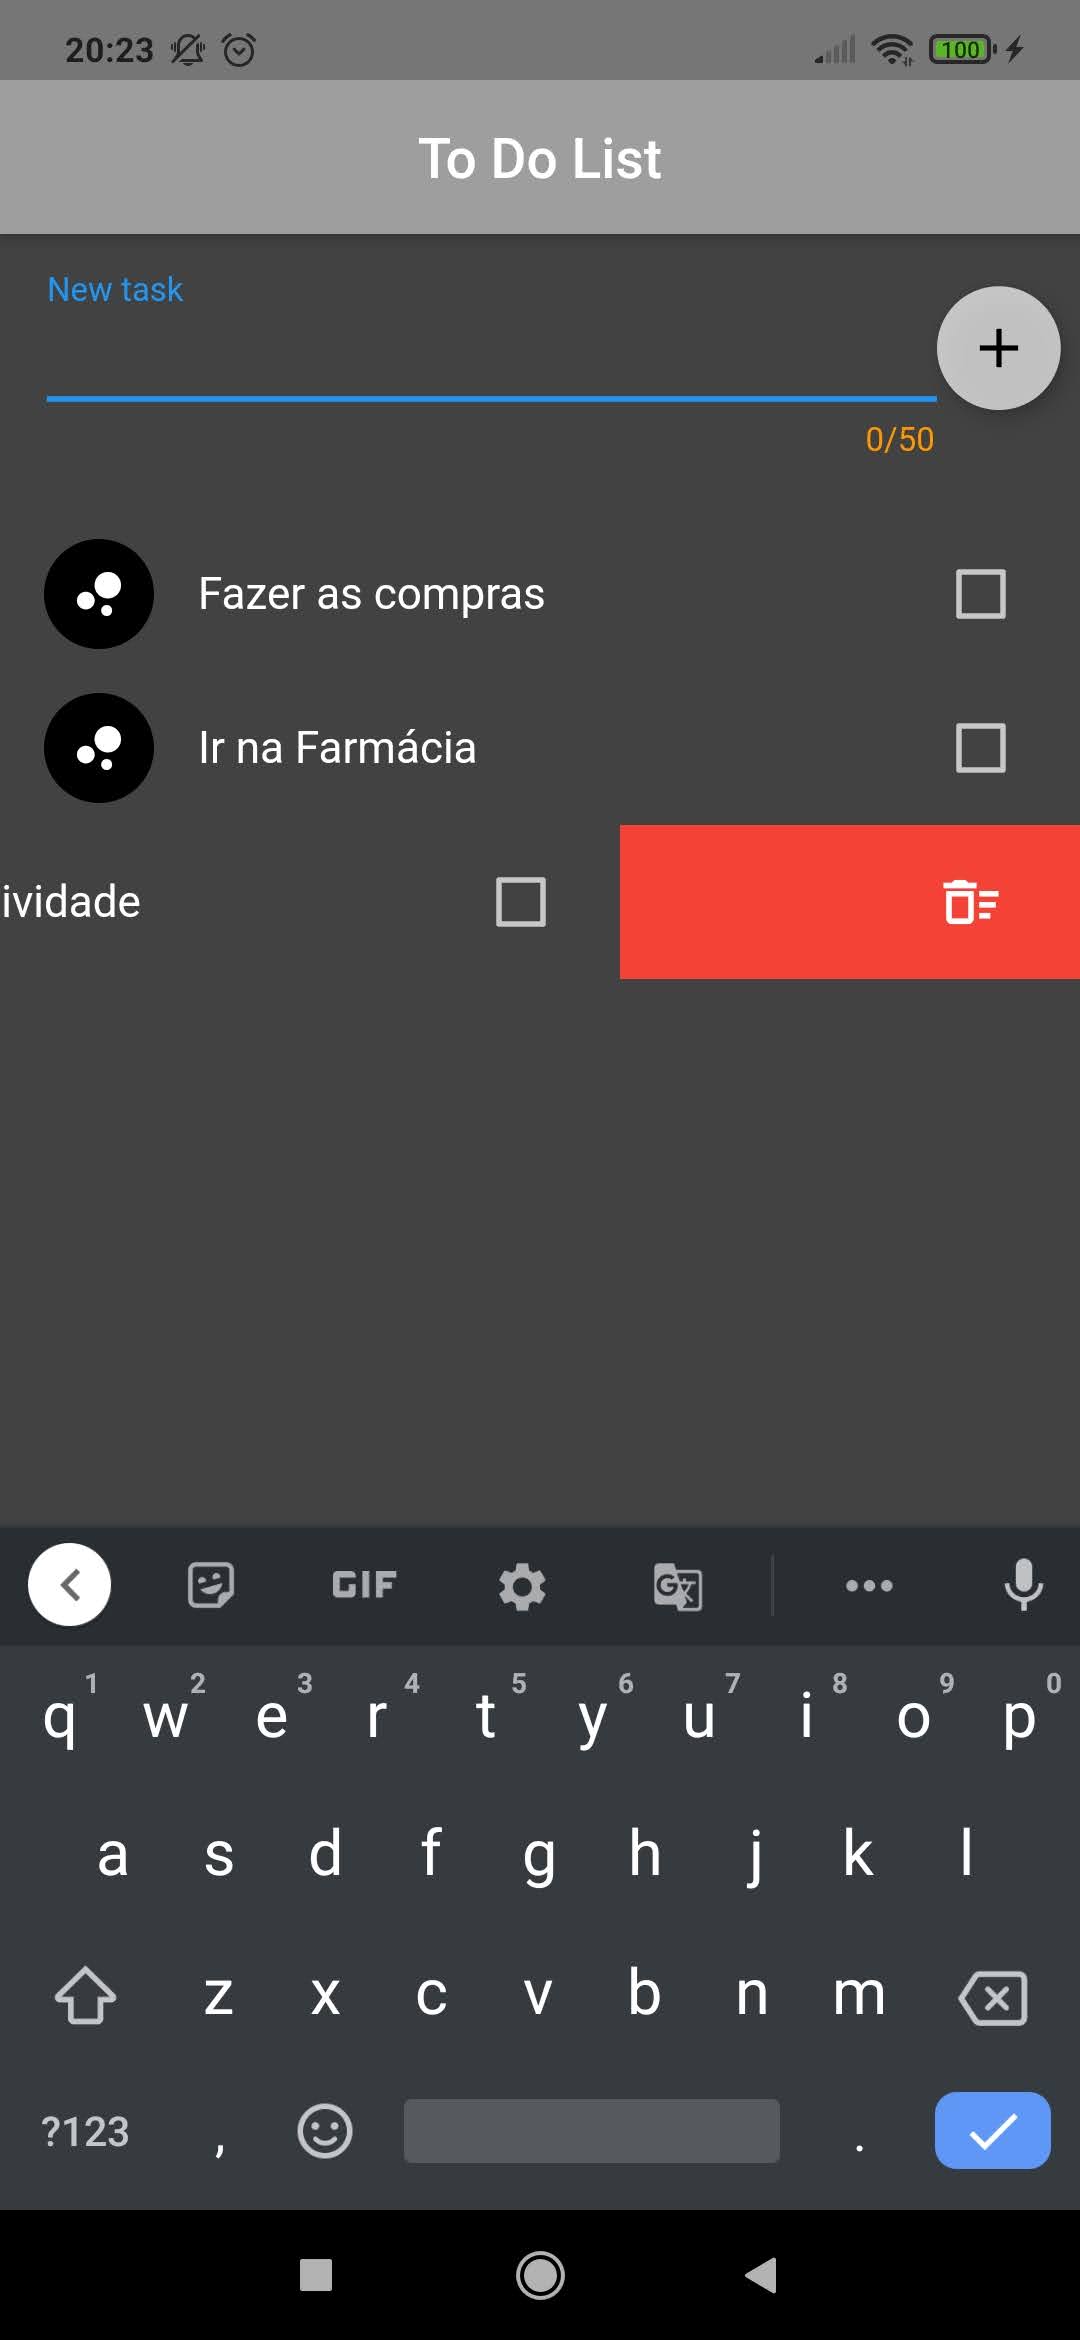 20:23
100
To Do List
New task
0/50
Fazer as compras
Ir na Farmácia
ividade
GIF
G
1 2 3 4 5 6 7 8 9 0
q w e r t y u i o p
a s d f g h j k l
z x c v b n m
?123 , .